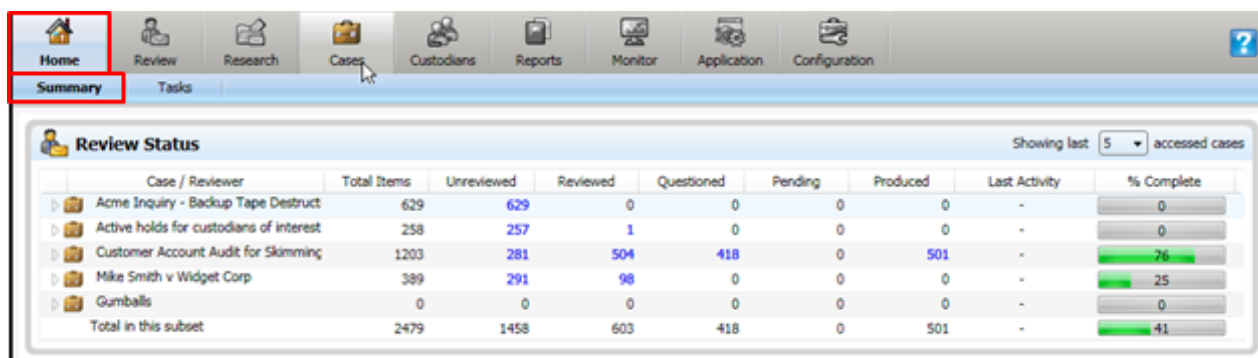 Home Review Research Cases Custodians Reports Monitor Application Configuration ?
Summary Tasks
Review Status Showing last 5 accessed cases
Case / Reviewer Total Items Unreviewed Reviewed Questioned Pending Produced Last Activity % Complete
Acme Inquiry - Backup Tape Destruct 629 629 0 0 0 0 - 0
Active holds for custodians of interest 258 257 1 0 0 0 - 0
Customer Account Audit for Skimming 1203 281 504 418 0 501 - 76
Mike Smith v Widget Corp 389 291 98 0 0 0 - 25
Gumballs 0 0 0 0 0 0 - 0
Total in this subset 2479 1458 603 418 0 501 - 41